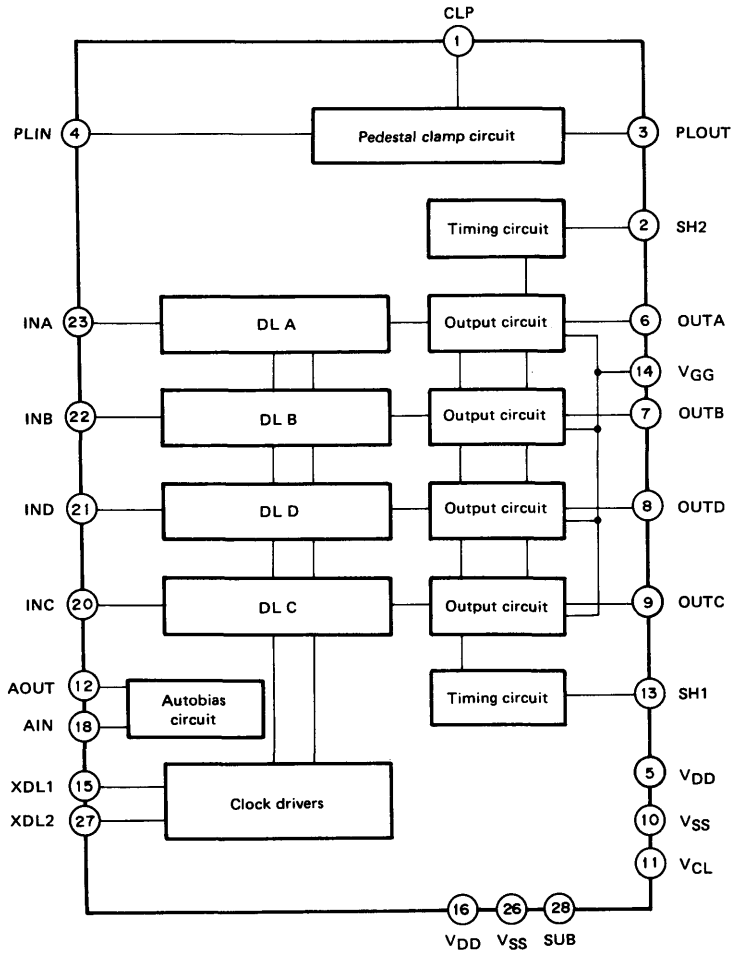 CLP
1
PLIN 4 Pedestal clamp circuit 3 PLOUT
Timing circuit 2 SH2
INA 23 DL A Output circuit 6 OUTA
14 VGG
INB 22 DL B Output circuit 7 OUTB
IND 21 DL D Output circuit 8 OUTD
INC 20 DL C Output circuit 9 OUTC
AOUT 12 Autobias
circuit
AIN 18
Timing circuit 13 SH1
XDL1 15 Clock drivers
XDL2 27
5 VDD
10 VSS
11 VCL
16 26 28
VDD VSS SUB